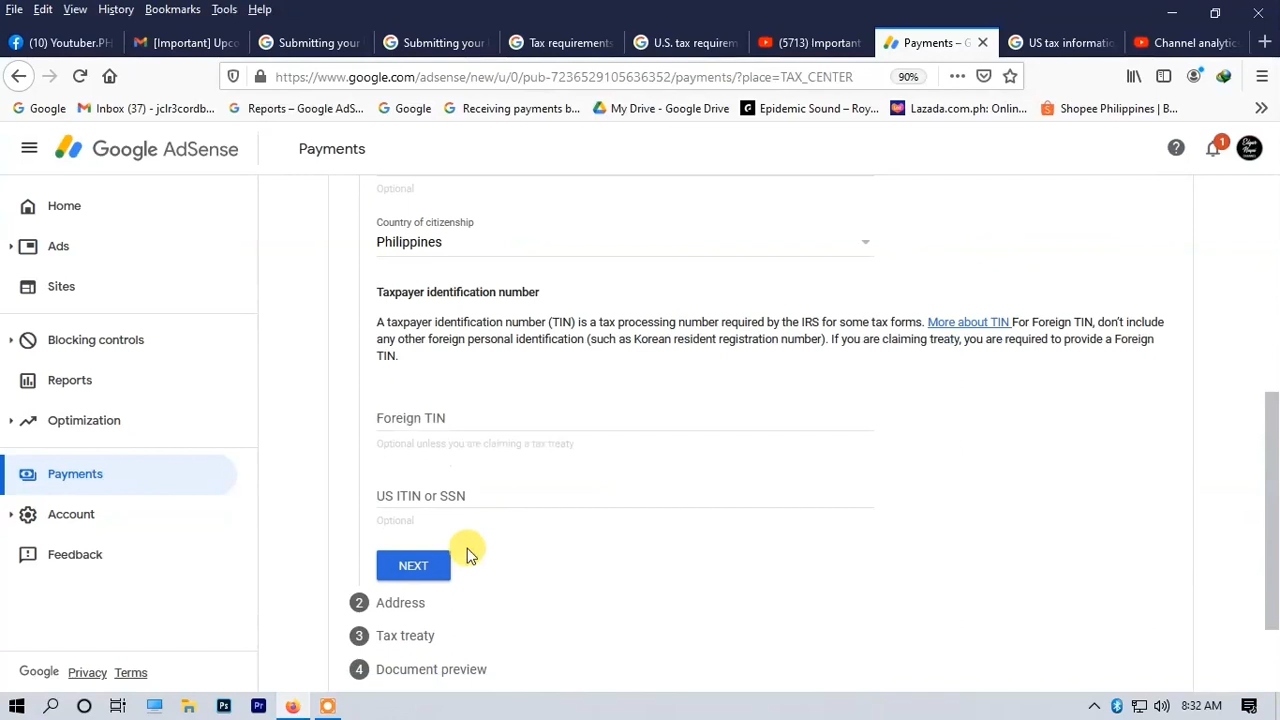 File Edit View History Bookmarks Tools Help
(10) Youtuber.PH
[Important] Upco
Submitting your
Submitting your
Tax requirements
U.S. tax requirem
(5713) Important
Payments – G
US tax informatio
Channel analytic
https://www.google.com/adsense/new/u/0/pub-7236529105636352/payments/?place=TAX_CENTER
90%
Google
Inbox (37) - jclr3cordb...
Reports – Google AdS...
Google
Receiving payments b...
My Drive - Google Drive
Epidemic Sound – Roy...
Lazada.com.ph: Onlin...
Shopee Philippines | B...
Google AdSense
Payments
1
Home
Ads
Sites
Blocking controls
Reports
Optimization
Payments
Account
Feedback
Google Privacy Terms
Optional
Country of citizenship
Philippines
Taxpayer identification number
A taxpayer identification number (TIN) is a tax processing number required by the IRS for some tax forms. More about TIN For Foreign TIN, don't include
any other foreign personal identification (such as Korean resident registration number). If you are claiming treaty, you are required to provide a Foreign
TIN.
Foreign TIN
Optional unless you are claiming a tax treaty
US ITIN or SSN
Optional
NEXT
2 Address
3 Tax treaty
4 Document preview
8:32 AM